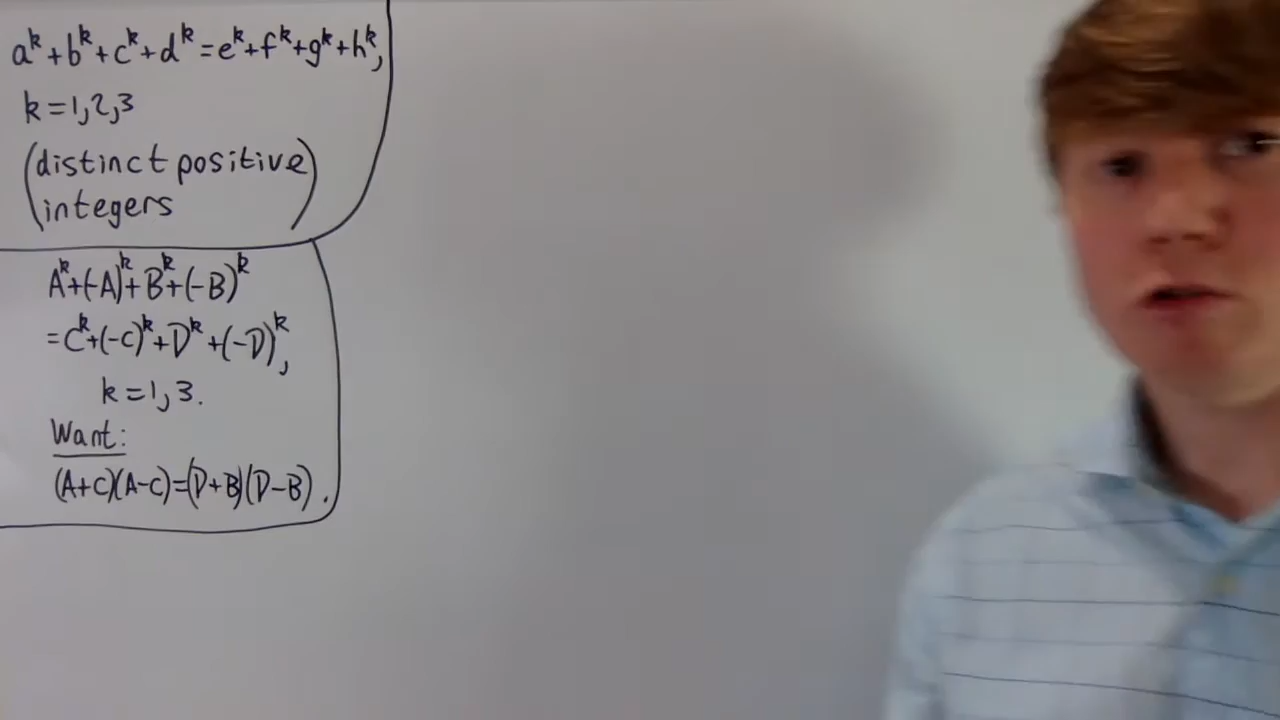 a^k+b^k+c^k+d^k=e^k+f^k+g^k+h^k,
k=1,2,3
(distinct positive
integers)
A^k+(-A)^k+B^k+(-B)^k
=C^k+(-C)^k+D^k+(-D)^k,
k=1,3.
Want:
(A+C)(A-C)=(D+B)(D-B).